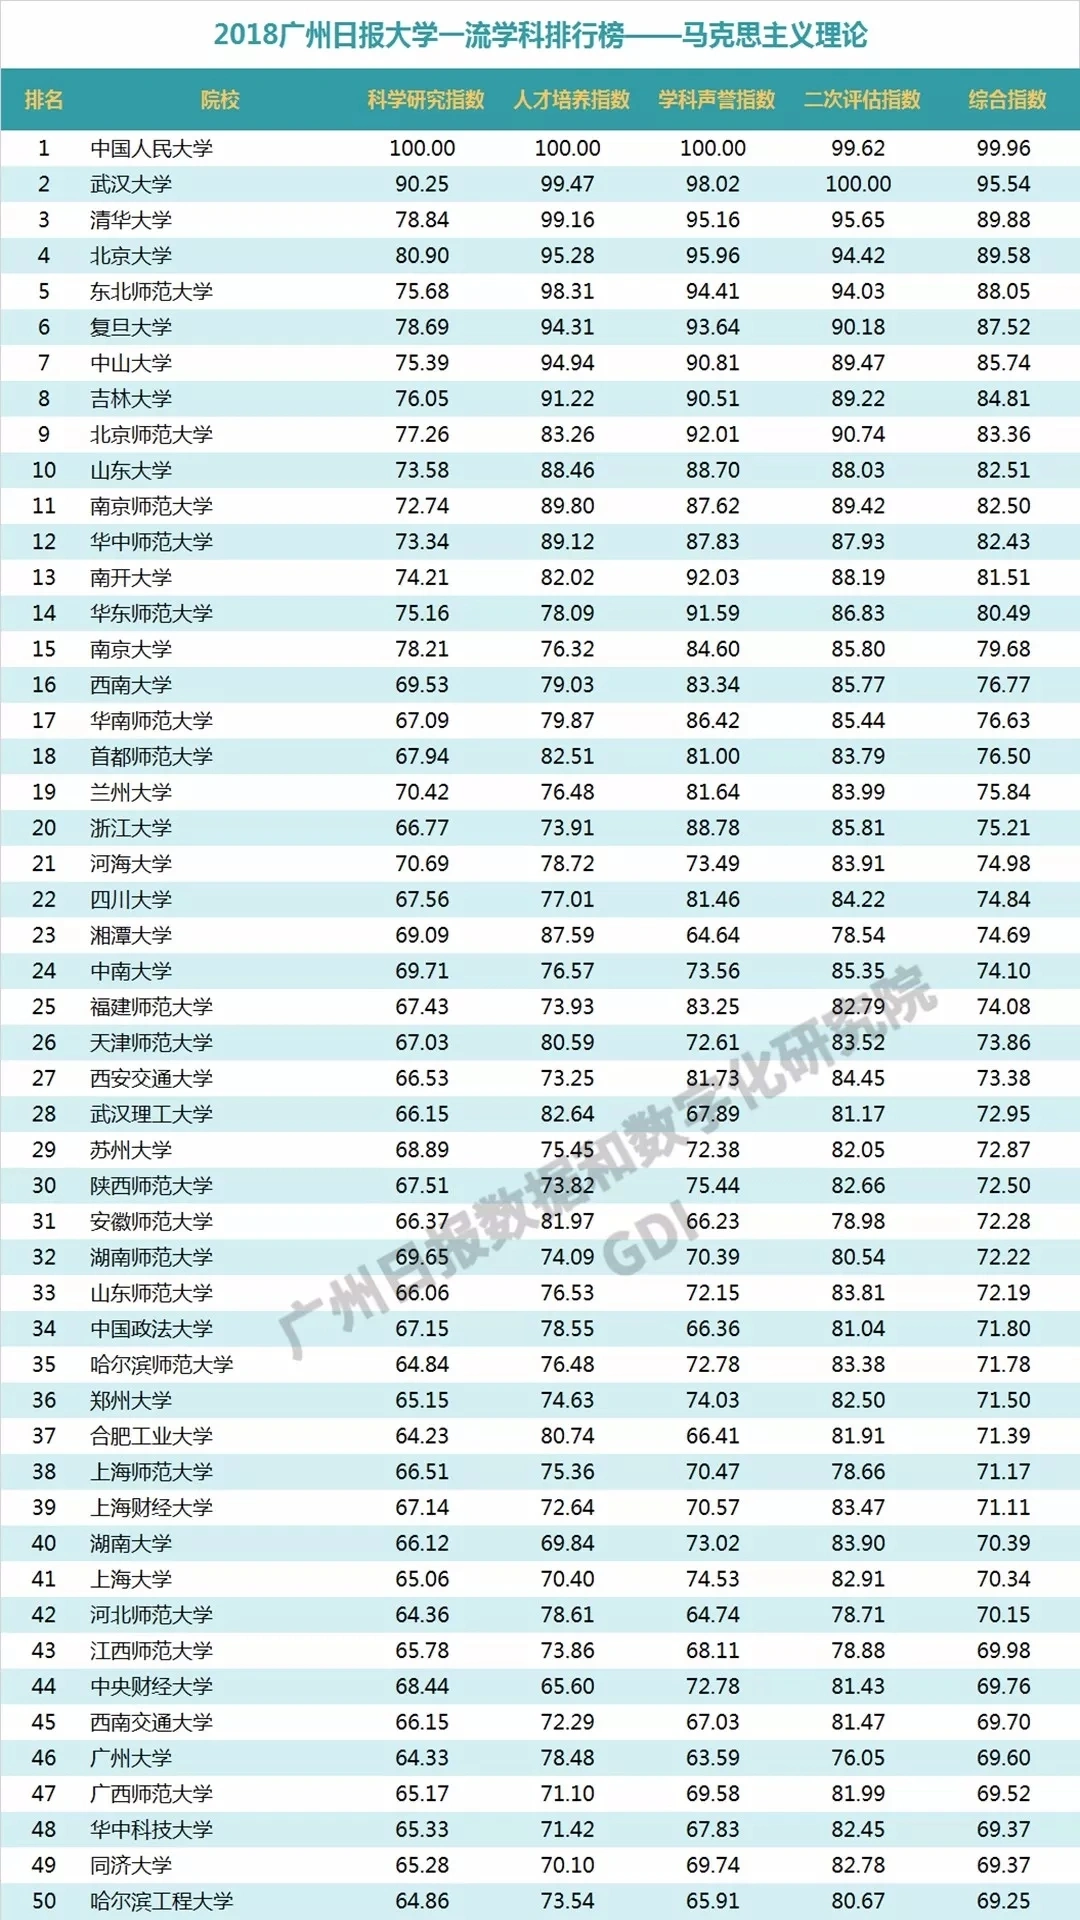 2018广州日报大学一流学科排行榜——马克思主义理论
排名 院校 科学研究指数 人才培养指数 学科声誉指数 二次评估指数 综合指数
1 中国人民大学 100.00 100.00 100.00 99.62 99.96
2 武汉大学 90.25 99.47 98.02 100.00 95.54
3 清华大学 78.84 99.16 95.16 95.65 89.88
4 北京大学 80.90 95.28 95.96 94.42 89.58
5 东北师范大学 75.68 98.31 94.41 94.03 88.05
6 复旦大学 78.69 94.31 93.64 90.18 87.52
7 中山大学 75.39 94.94 90.81 89.47 85.74
8 吉林大学 76.05 91.22 90.51 89.22 84.81
9 北京师范大学 77.26 83.26 92.01 90.74 83.36
10 山东大学 73.58 88.46 88.70 88.03 82.51
11 南京师范大学 72.74 89.80 87.62 89.42 82.50
12 华中师范大学 73.34 89.12 87.83 87.93 82.43
13 南开大学 74.21 82.02 92.03 88.19 81.51
14 华东师范大学 75.16 78.09 91.59 86.83 80.49
15 南京大学 78.21 76.32 84.60 85.80 79.68
16 西南大学 69.53 79.03 83.34 85.77 76.77
17 华南师范大学 67.09 79.87 86.42 85.44 76.63
18 首都师范大学 67.94 82.51 81.00 83.79 76.50
19 兰州大学 70.42 76.48 81.64 83.99 75.84
20 浙江大学 66.77 73.91 88.78 85.81 75.21
21 河海大学 70.69 78.72 73.49 83.91 74.98
22 四川大学 67.56 77.01 81.46 84.22 74.84
23 湘潭大学 69.09 87.59 64.64 78.54 74.69
24 中南大学 69.71 76.57 73.56 85.35 74.10
25 福建师范大学 67.43 73.93 83.25 82.79 74.08
26 天津师范大学 67.03 80.59 72.61 83.52 73.86
27 西安交通大学 66.53 73.25 81.73 84.45 73.38
28 武汉理工大学 66.15 82.64 67.89 81.17 72.95
29 苏州大学 68.89 75.45 72.38 82.05 72.87
30 陕西师范大学 67.51 73.82 75.44 82.66 72.50
31 安徽师范大学 66.37 81.97 66.23 78.98 72.28
32 湖南师范大学 69.65 74.09 70.39 80.54 72.22
33 山东师范大学 66.06 76.53 72.15 83.81 72.19
34 中国政法大学 67.15 78.55 66.36 81.04 71.80
35 哈尔滨师范大学 64.84 76.48 72.78 83.38 71.78
36 郑州大学 65.15 74.63 74.03 82.50 71.50
37 合肥工业大学 64.23 80.74 66.41 81.91 71.39
38 上海师范大学 66.51 75.36 70.47 78.66 71.17
39 上海财经大学 67.14 72.64 70.57 83.47 71.11
40 湖南大学 66.12 69.84 73.02 83.90 70.39
41 上海大学 65.06 70.40 74.53 82.91 70.34
42 河北师范大学 64.36 78.61 64.74 78.71 70.15
43 江西师范大学 65.78 73.86 68.11 78.88 69.98
44 中央财经大学 68.44 65.60 72.78 81.43 69.76
45 西南交通大学 66.15 72.29 67.03 81.47 69.70
46 广州大学 64.33 78.48 63.59 76.05 69.60
47 广西师范大学 65.17 71.10 69.58 81.99 69.52
48 华中科技大学 65.33 71.42 67.83 82.45 69.37
49 同济大学 65.28 70.10 69.74 82.78 69.37
50 哈尔滨工程大学 64.86 73.54 65.91 80.67 69.25
广州日报数据和数字化研究院
GDI